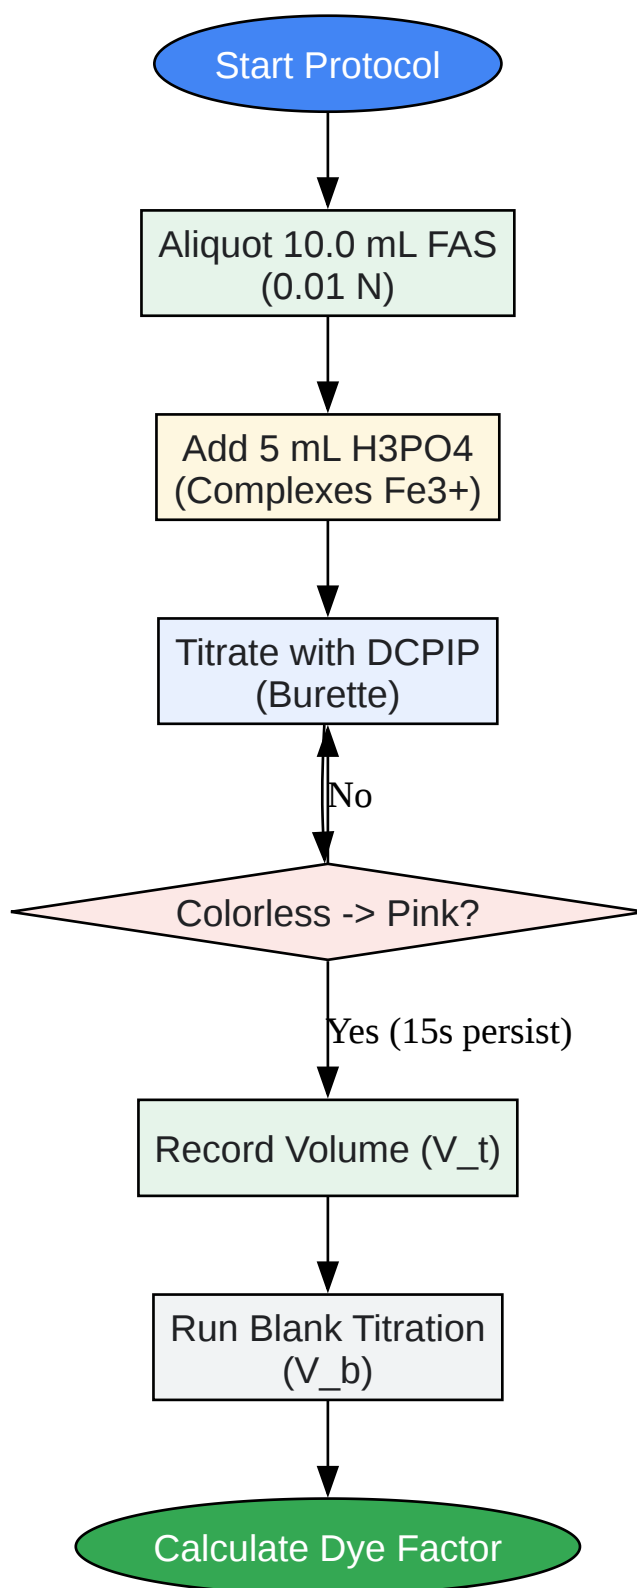 Start Protocol
Aliquot 10.0 mL FAS
(0.01 N)
Add 5 mL H3PO4
(Complexes Fe3+)
Titrate with DCPIP
(Burette)
No
Colorless -> Pink?
Yes (15s persist)
Record Volume (V_t)
Run Blank Titration
(V_b)
Calculate Dye Factor